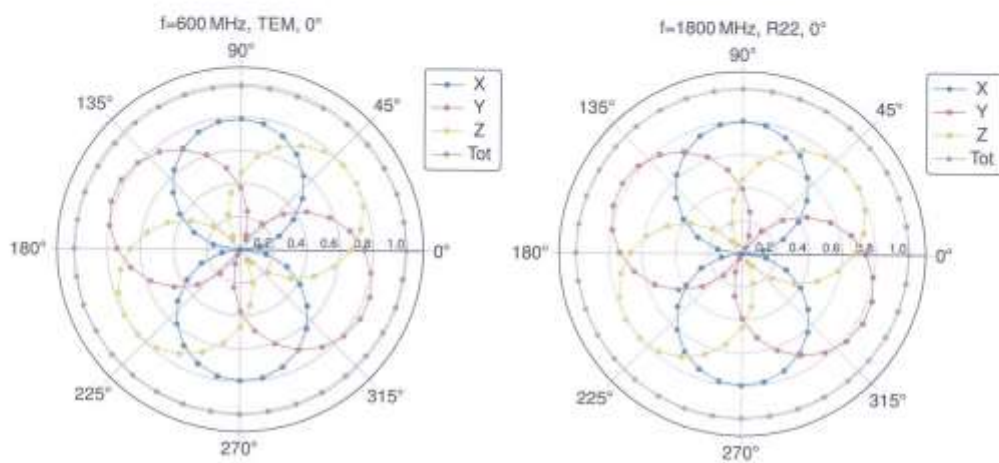 f=600 MHz, TEM, 0°
90°
135°
45°
180°
0.2 0.4 0.6 0.8 1.0
0°
225°
315°
270°
X
Y
Z
Tot
f=1800 MHz, R22, 0°
90°
135°
45°
180°
0.2 0.4 0.6 0.8 1.0
0°
225°
315°
270°
X
Y
Z
Tot